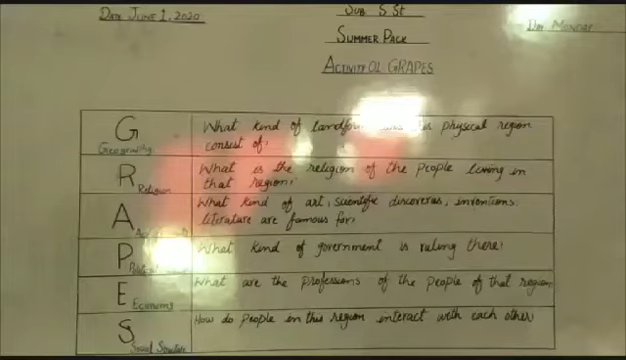 Date June 1, 2020
Sub S St
Day Monday
Summer Pack
Activity 01 GRAPES
G
Geography
What kind of physical region
consist of?
R
Religion
What is the religion of the people living in
that region?
A
What kind of art, scientific discoveras, inventions,
literature are famous for?
P
Political
What kind of government is ruling there?
E
Economy
What are the professions of the people of that region
S
Social Structure
How do people in this region interact with each other